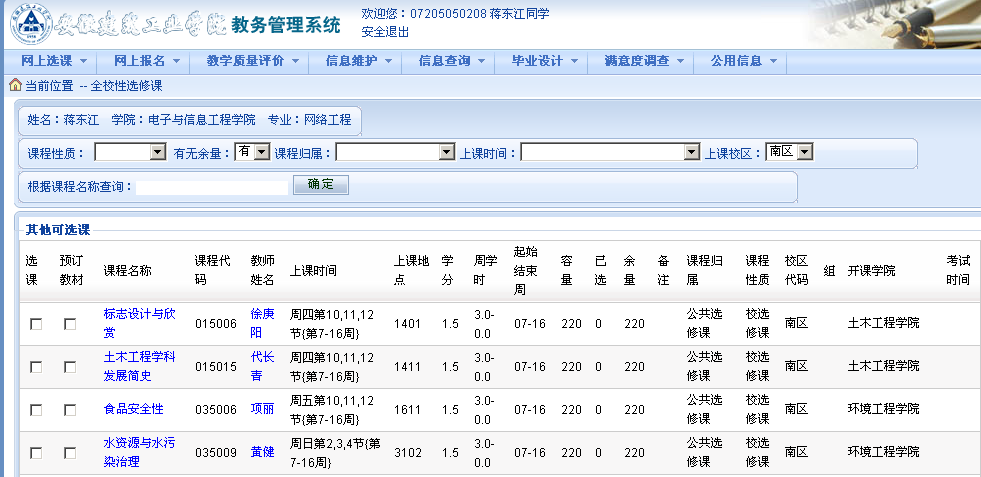 安徽建筑工业学院 教务管理系统
欢迎您：07205050208 蒋东江同学
安全退出
网上选课 网上报名 教学质量评价 信息维护 信息查询 毕业设计 满意度调查 公用信息
当前位置 -- 全校性选修课
姓名：蒋东江 学院：电子与信息工程学院 专业：网络工程
课程性质： 有无余量：有 课程归属： 上课时间： 上课校区：南区
根据课程名称查询： 确 定
其他可选课
选课 预订教材 课程名称 课程代码 教师姓名 上课时间 上课地点 学分 周学时 起始结束周 容量 已选 余量 备注 课程归属 课程性质 校区代码 组 开课学院 考试时间
标志设计与欣赏 015006 徐庚阳 周四第10,11,12节{第7-16周} 1401 1.5 3.0-0.0 07-16 220 0 220 公共选修课 校选修课 南区 土木工程学院
土木工程学科发展简史 015015 代长青 周四第10,11,12节{第7-16周} 1411 1.5 3.0-0.0 07-16 220 0 220 公共选修课 校选修课 南区 土木工程学院
食品安全性 035006 项丽 周五第10,11,12节{第7-16周} 1611 1.5 3.0-0.0 07-16 220 0 220 公共选修课 校选修课 南区 环境工程学院
水资源与水污染治理 035009 黄健 周日第2,3,4节{第7-16周} 3102 1.5 3.0-0.0 07-16 220 0 220 公共选修课 校选修课 南区 环境工程学院